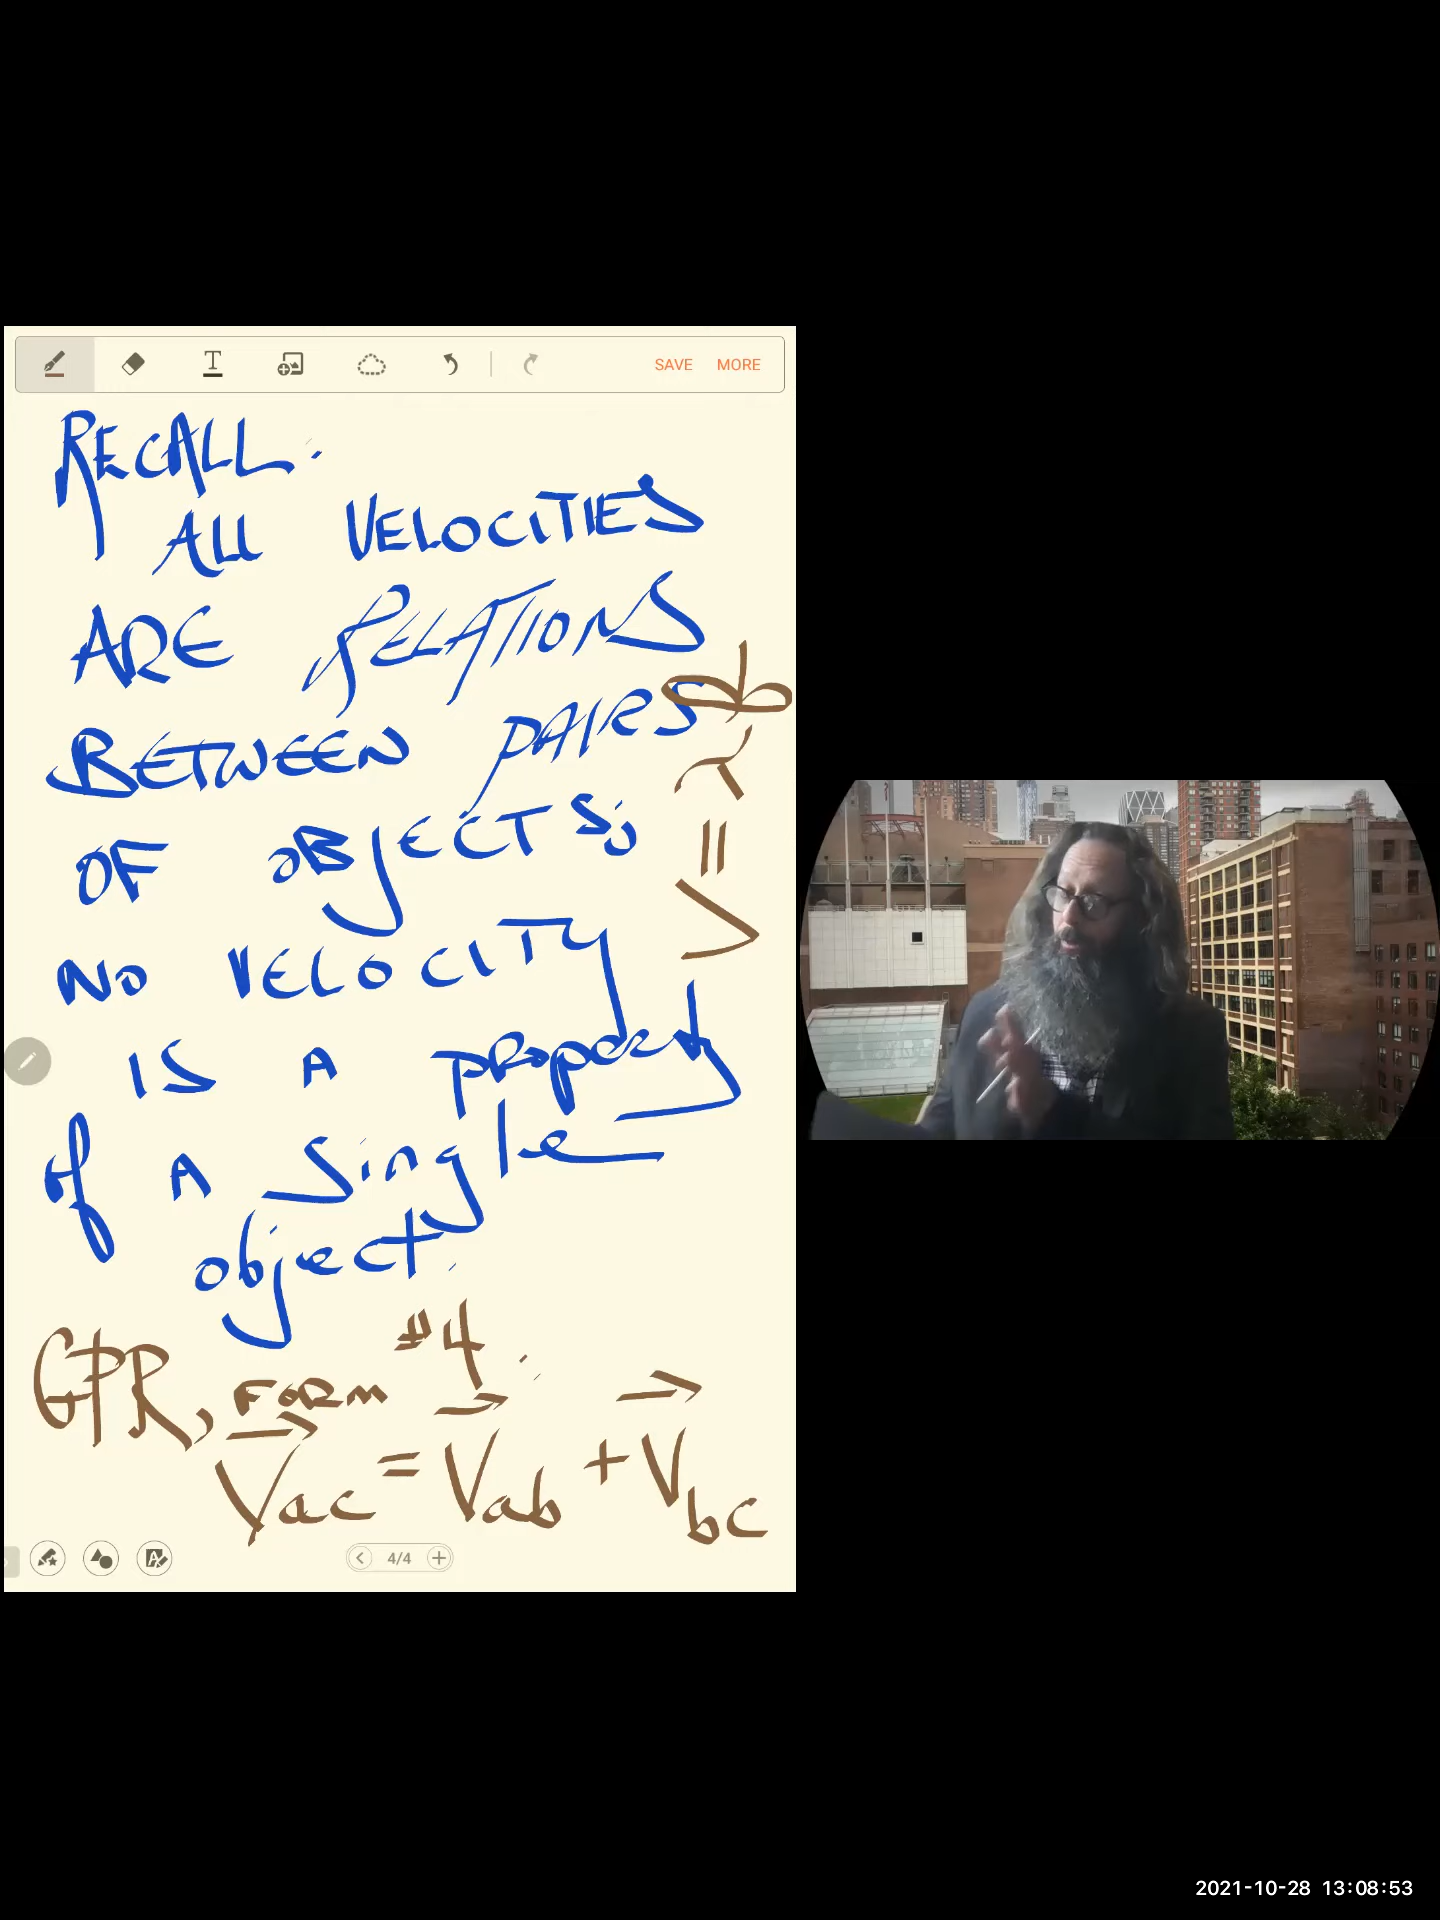 SAVE MORE
RECALL:
ALL VELOCITIES
ARE RELATIONS
BETWEEN PAIRS
OF OBJECTS;
NO VELOCITY
IS A property
of A single
object.
GPR, FORM #4:
Vac = Vab + Vbc
4/4
2021-10-28 13:08:53